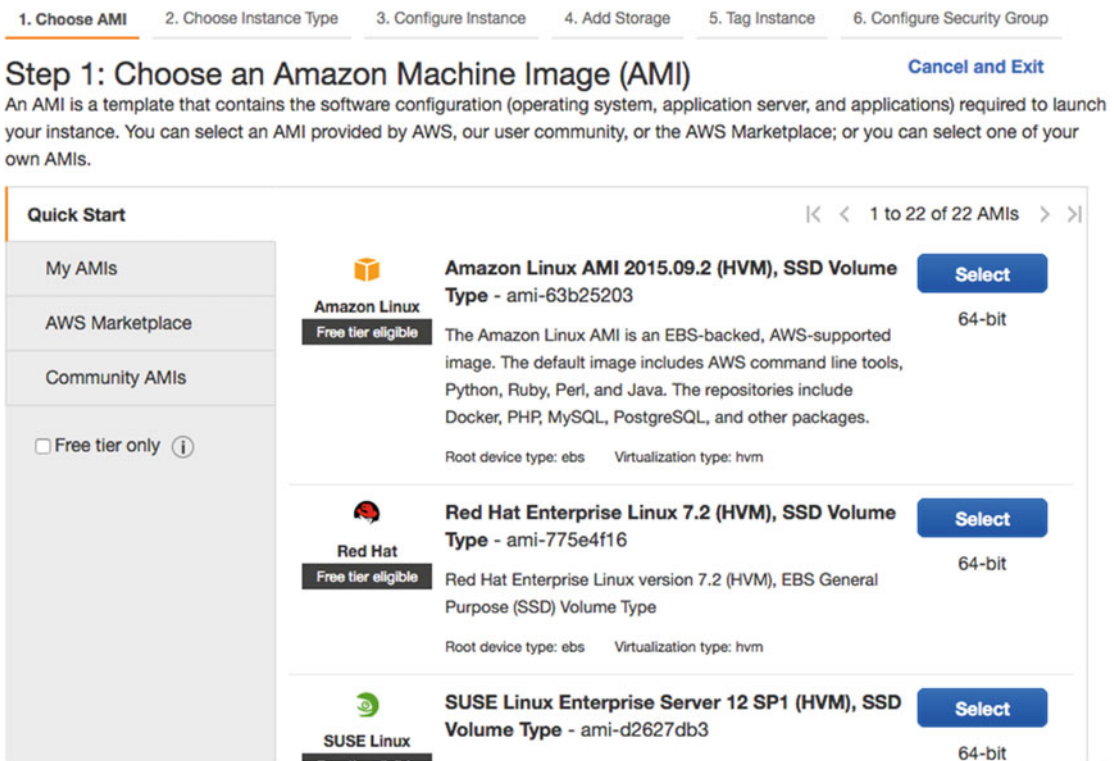 1. Choose AMI 2. Choose Instance Type 3. Configure Instance 4. Add Storage 5. Tag Instance 6. Configure Security Group
Step 1: Choose an Amazon Machine Image (AMI)
Cancel and Exit
An AMI is a template that contains the software configuration (operating system, application server, and applications) required to launch
your instance. You can select an AMI provided by AWS, our user community, or the AWS Marketplace; or you can select one of your
own AMIs.
Quick Start
My AMIs
AWS Marketplace
Community AMIs
Free tier only
1 to 22 of 22 AMIs
Amazon Linux
Free tier eligible
Amazon Linux AMI 2015.09.2 (HVM), SSD Volume
Type - ami-63b25203
The Amazon Linux AMI is an EBS-backed, AWS-supported
image. The default image includes AWS command line tools,
Python, Ruby, Perl, and Java. The repositories include
Docker, PHP, MySQL, PostgreSQL, and other packages.
Root device type: ebs Virtualization type: hvm
Select
64-bit
Red Hat
Free tier eligible
Red Hat Enterprise Linux 7.2 (HVM), SSD Volume
Type - ami-775e4f16
Red Hat Enterprise Linux version 7.2 (HVM), EBS General
Purpose (SSD) Volume Type
Root device type: ebs Virtualization type: hvm
Select
64-bit
SUSE Linux
SUSE Linux Enterprise Server 12 SP1 (HVM), SSD
Volume Type - ami-d2627db3
Select
64-bit